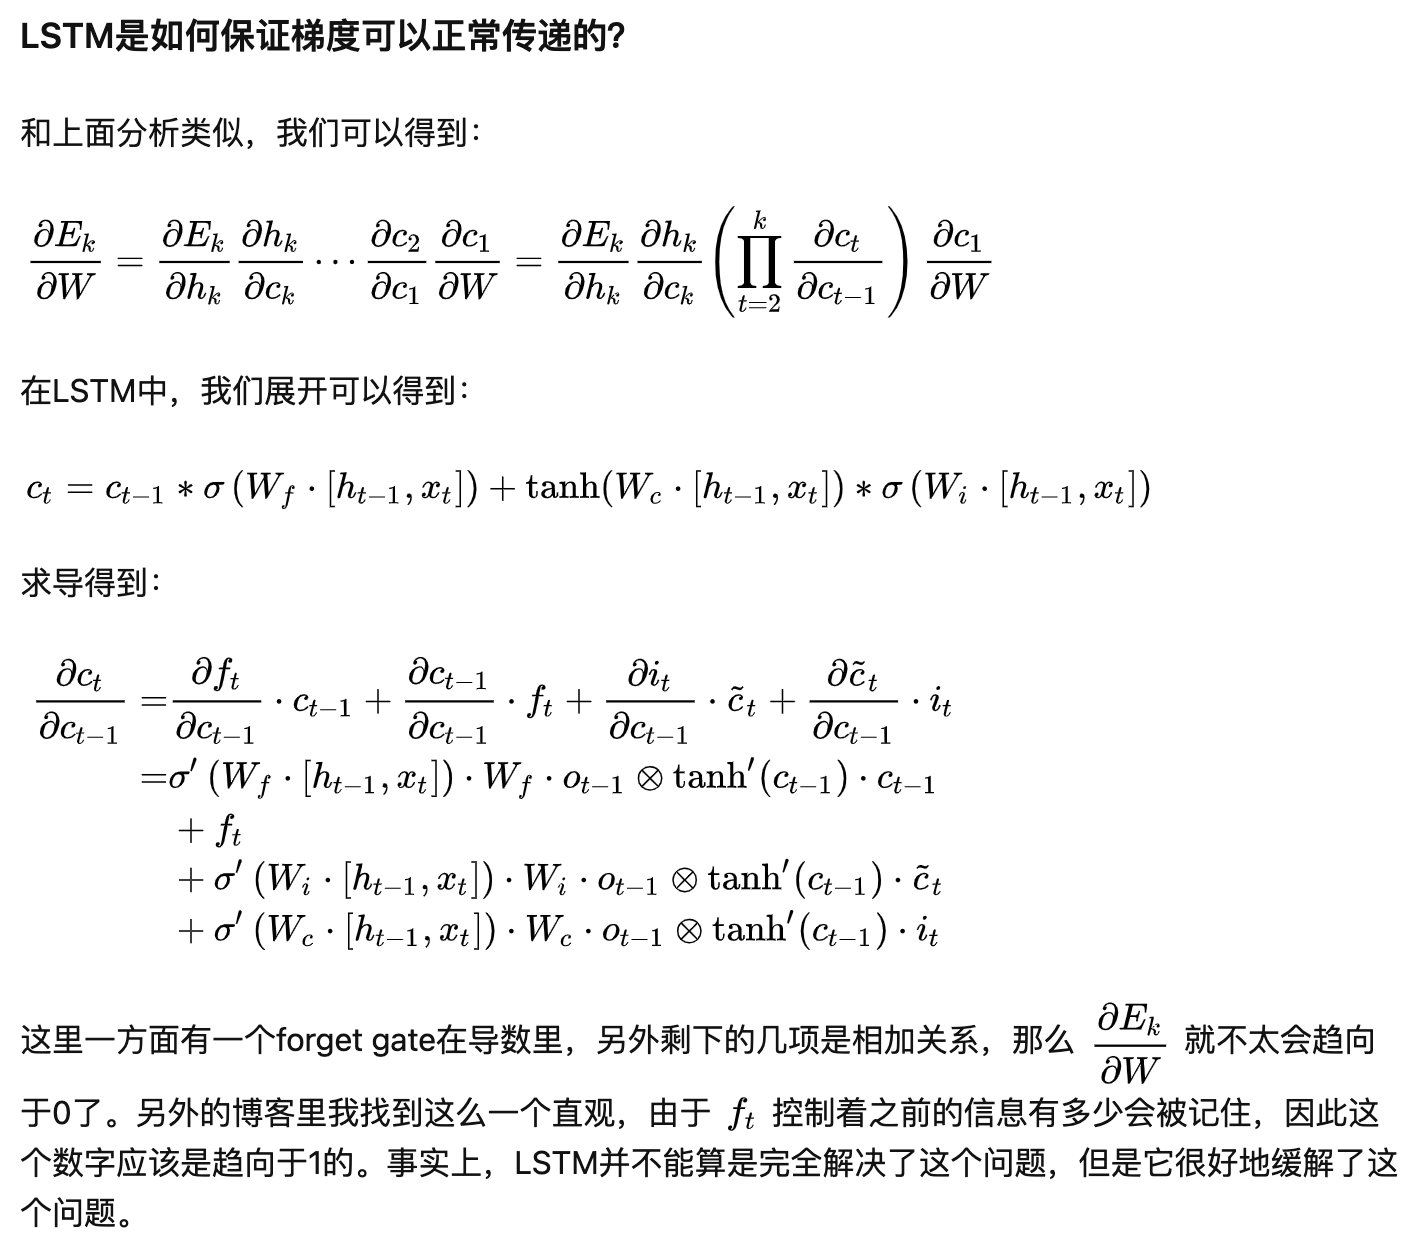 LSTM是如何保证梯度可以正常传递的?
和上面分析类似，我们可以得到：
$\frac{\partial E_k}{\partial W} = \frac{\partial E_k}{\partial h_k} \frac{\partial h_k}{\partial c_k} \cdots \frac{\partial c_2}{\partial c_1} \frac{\partial c_1}{\partial W} = \frac{\partial E_k}{\partial h_k} \frac{\partial h_k}{\partial c_k} \left( \prod_{t=2}^{k} \frac{\partial c_t}{\partial c_{t-1}} \right) \frac{\partial c_1}{\partial W}$
在LSTM中，我们展开可以得到：
$c_t = c_{t-1} * \sigma \left( W_f \cdot [h_{t-1}, x_t] \right) + \tanh(W_c \cdot [h_{t-1}, x_t]) * \sigma \left( W_i \cdot [h_{t-1}, x_t] \right)$
求导得到：
$\frac{\partial c_t}{\partial c_{t-1}} = \frac{\partial f_t}{\partial c_{t-1}} \cdot c_{t-1} + \frac{\partial c_{t-1}}{\partial c_{t-1}} \cdot f_t + \frac{\partial i_t}{\partial c_{t-1}} \cdot \tilde{c}_t + \frac{\partial \tilde{c}_t}{\partial c_{t-1}} \cdot i_t$
$= \sigma' \left( W_f \cdot [h_{t-1}, x_t] \right) \cdot W_f \cdot o_{t-1} \otimes \tanh'(c_{t-1}) \cdot c_{t-1}$
$+ f_t$
$+ \sigma' \left( W_i \cdot [h_{t-1}, x_t] \right) \cdot W_i \cdot o_{t-1} \otimes \tanh'(c_{t-1}) \cdot \tilde{c}_t$
$+ \sigma' \left( W_c \cdot [h_{t-1}, x_t] \right) \cdot W_c \cdot o_{t-1} \otimes \tanh'(c_{t-1}) \cdot i_t$
这里一方面有一个forget gate在导数里，另外剩下的几项是相加关系，那么 $\frac{\partial E_k}{\partial W}$ 就不太会趋向
于0了。另外的博客里我找到这么一个直观，由于 $f_t$ 控制着之前的信息有多少会被记住，因此这
个数字应该是趋向于1的。事实上，LSTM并不能算是完全解决了这个问题，但是它很好地缓解了这
个问题。